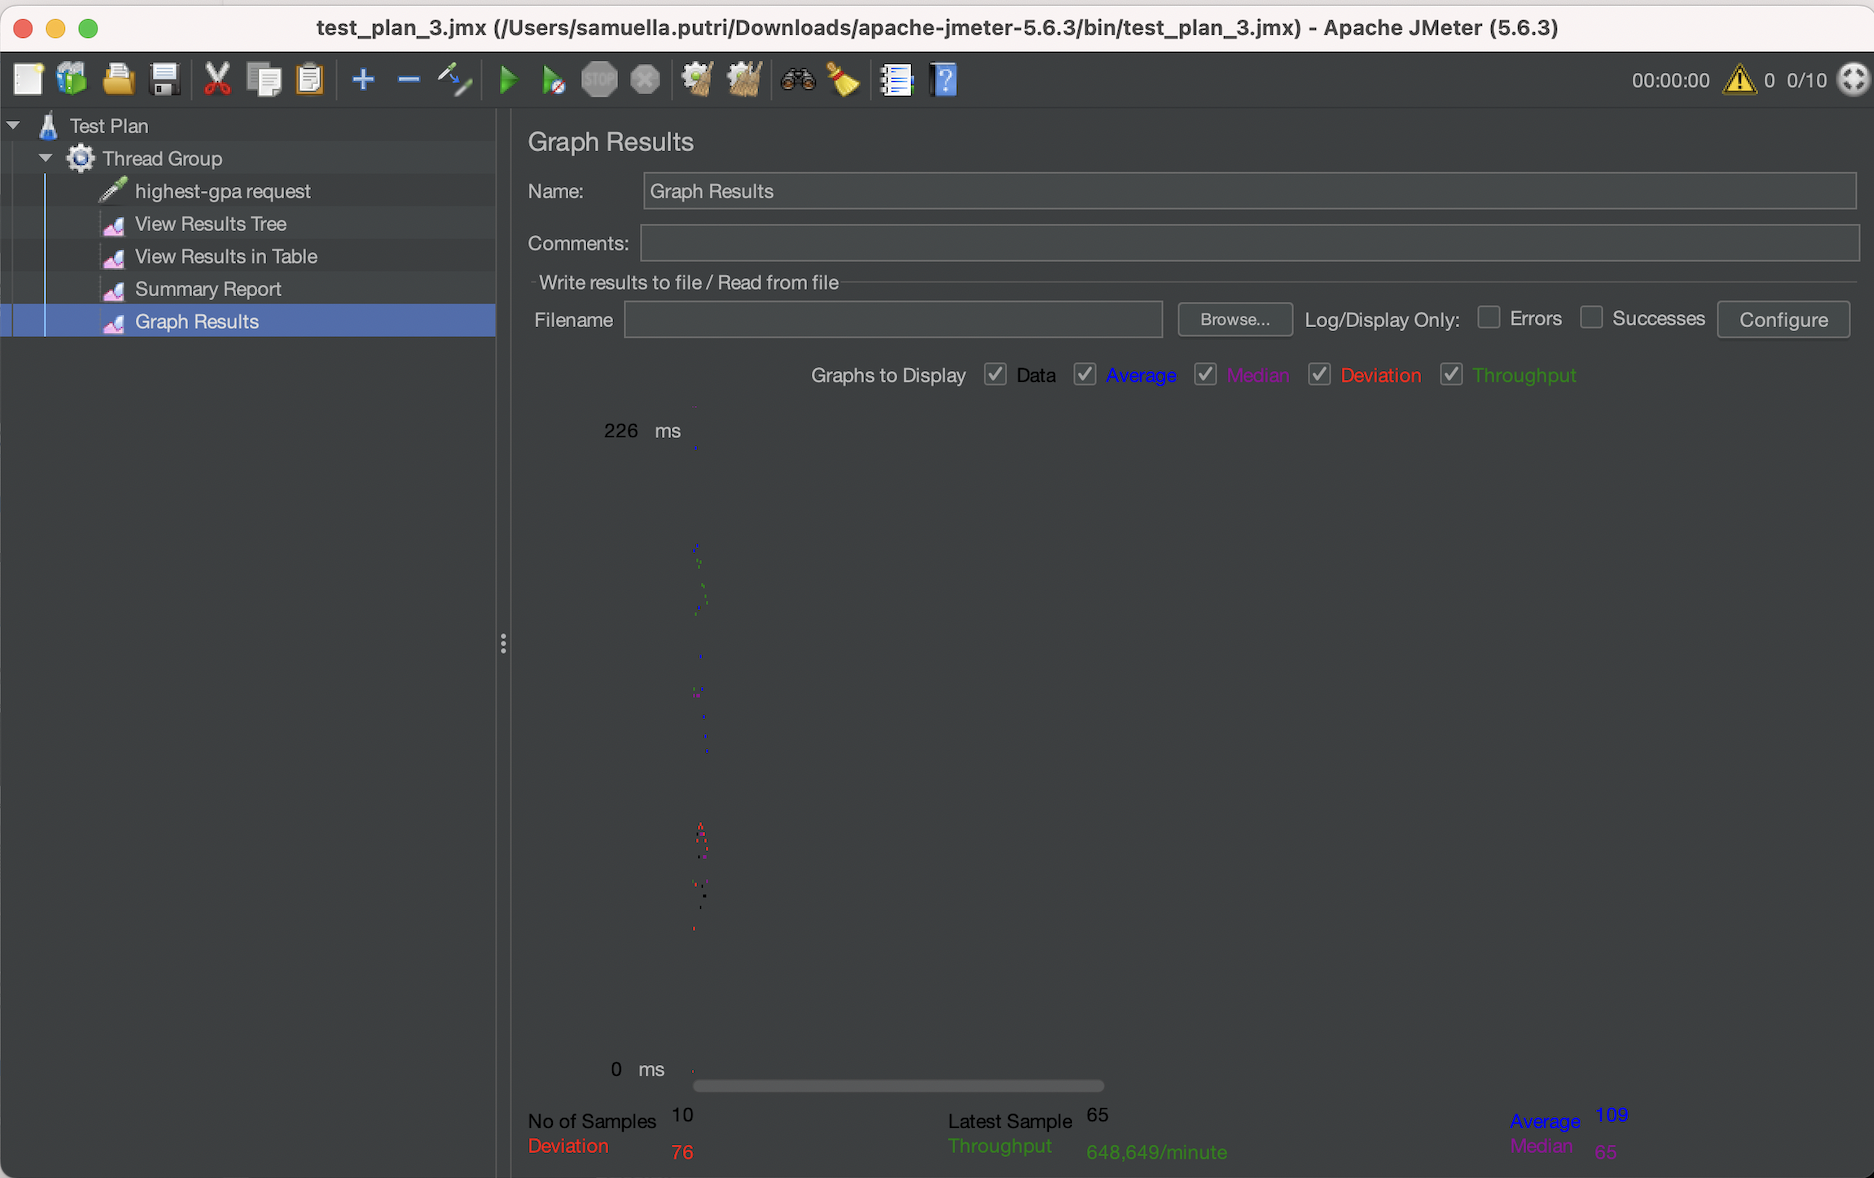 test_plan_3.jmx (/Users/samuella.putri/Downloads/apache-jmeter-5.6.3/bin/test_plan_3.jmx) - Apache JMeter (5.6.3)
STOP
00:00:00 0 0/10
Test Plan
Thread Group
highest-gpa request
View Results Tree
View Results in Table
Summary Report
Graph Results
Graph Results
Name: Graph Results
Comments:
Write results to file / Read from file
Filename Browse... Log/Display Only: Errors Successes Configure
Graphs to Display Data Average Median Deviation Throughput
226 ms
0 ms
No of Samples 10 Latest Sample 65 Average 109
Deviation 76 Throughput 648,649/minute Median 65